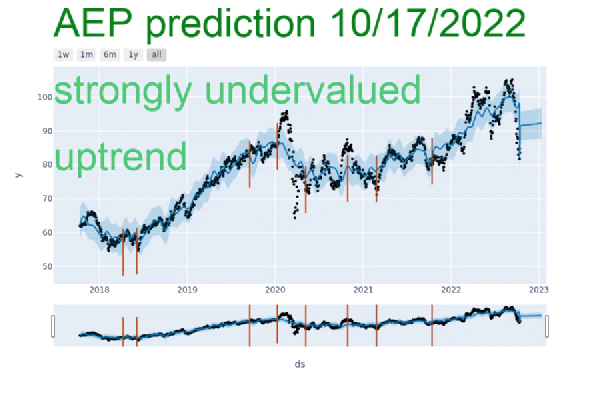 AEP prediction 10/17/2022
1w 1m 6m 1y all
strongly undervalued
uptrend
100
90
80
70
60
50
y
2018 2019 2020 2021 2022 2023
ds